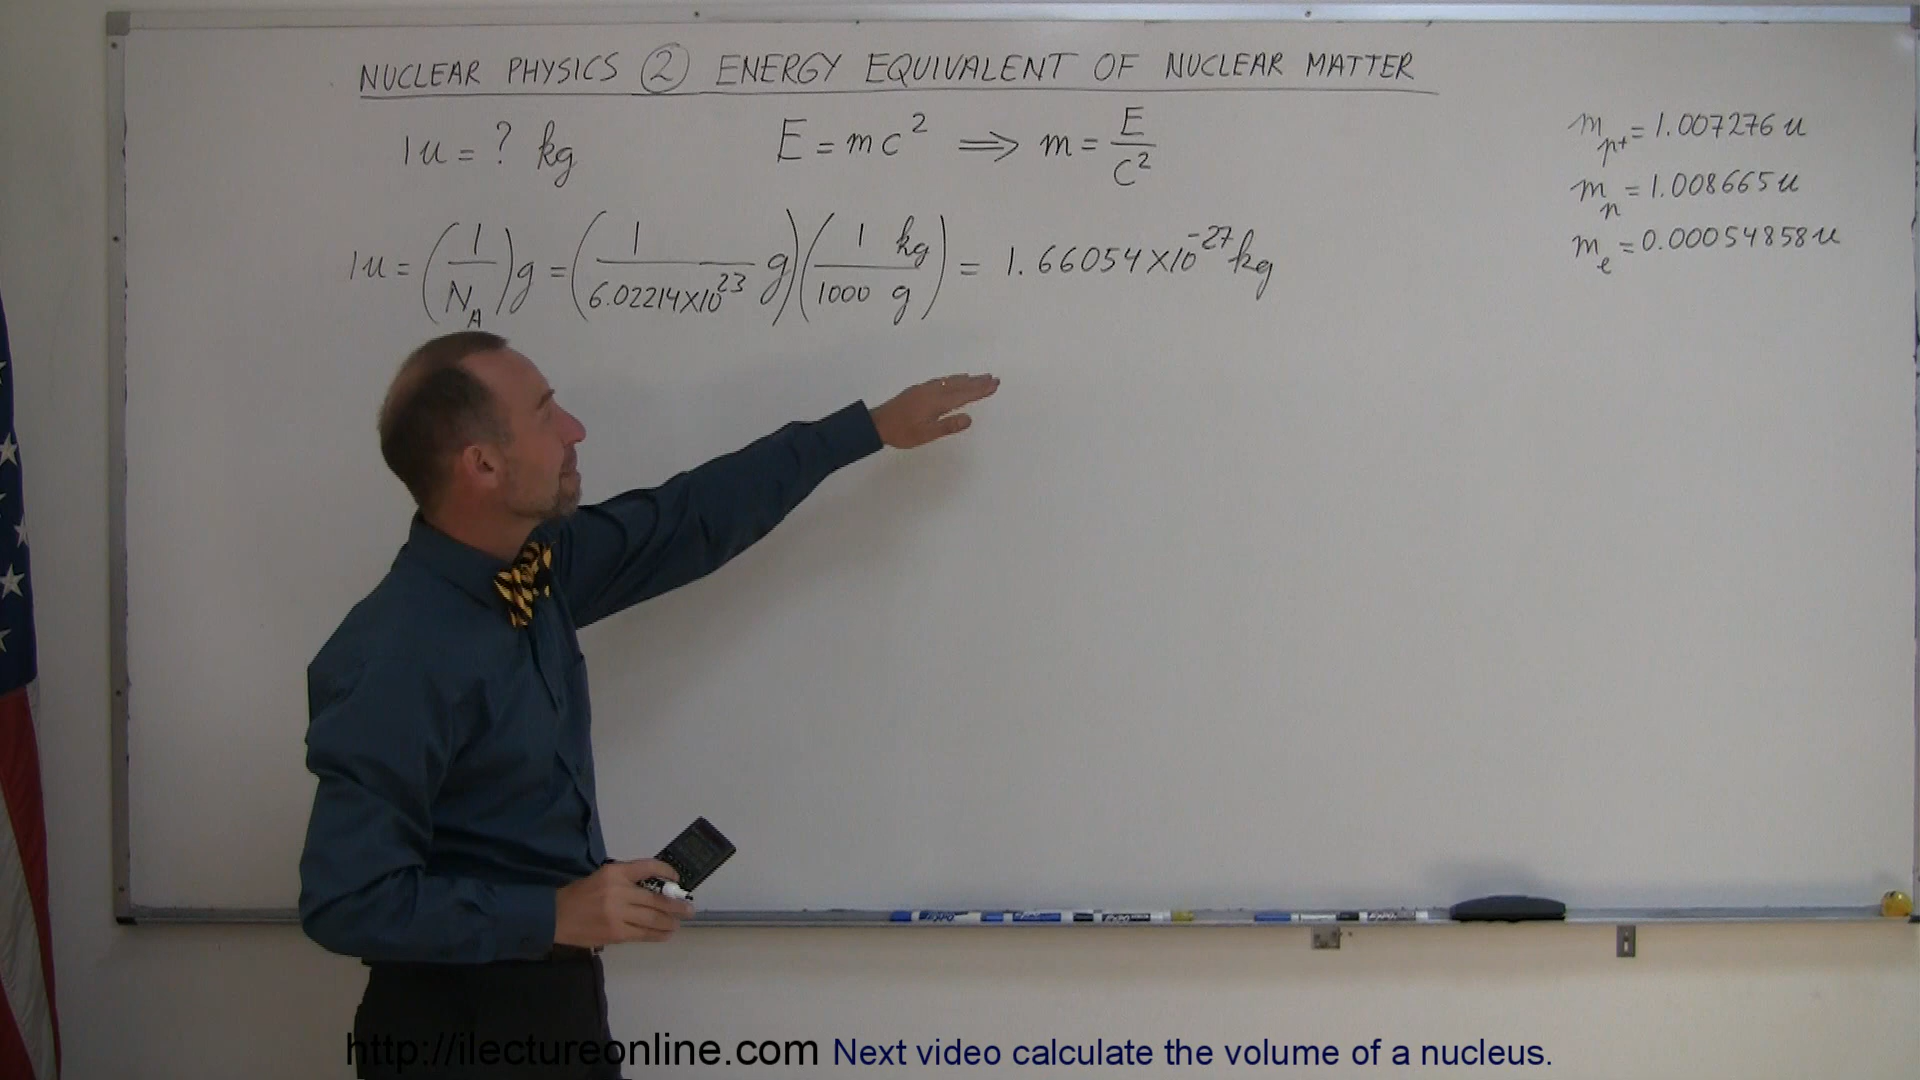 NUCLEAR PHYSICS ② ENERGY EQUIVALENT OF NUCLEAR MATTER
1u = ? kg E = mc² ⟹ m = E/C²
1u = (1/N_A)g = (1/6.02214×10²³ g)(1 kg/1000 g) = 1.66054×10⁻²⁷ kg
m_p+ = 1.007276 u
m_n = 1.008665 u
m_e = 0.00054858 u
http://ilectureonline.com Next video calculate the volume of a nucleus.